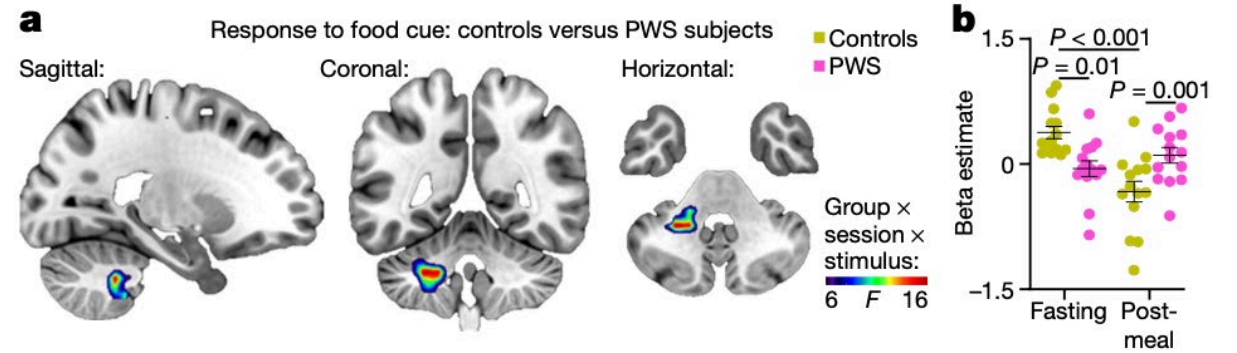 a
Response to food cue: controls versus PWS subjects
Sagittal:
Coronal:
Horizontal:
Controls
PWS
Group ×
session ×
stimulus:
6 F 16
b
1.5
0
−1.5
Beta estimate
P < 0.001
P = 0.01
P = 0.001
Fasting
Post-
meal